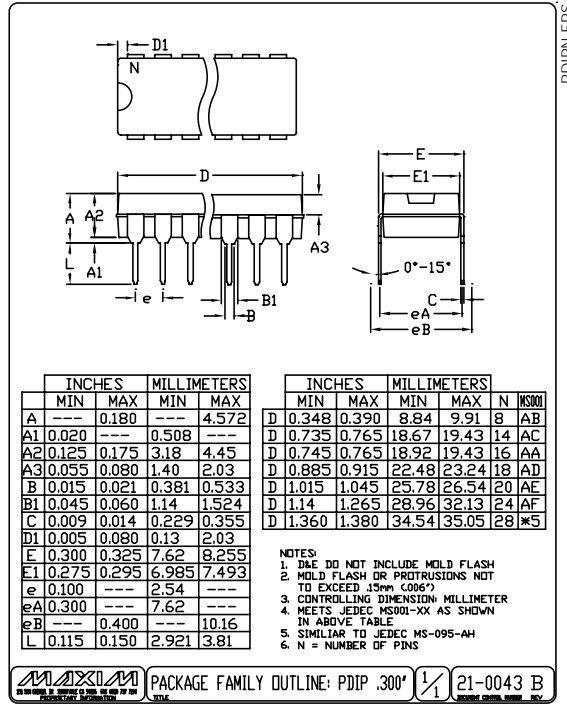 D1
N
D
A
A2
L
A1
A3
e
B1
B
E
E1
0°-15°
C
eA
eB
INCHES MILLIMETERS
MIN MAX MIN MAX
A --- 0.180 --- 4.572
A1 0.020 --- 0.508 ---
A2 0.125 0.175 3.18 4.45
A3 0.055 0.080 1.40 2.03
B 0.015 0.021 0.381 0.533
B1 0.045 0.060 1.14 1.524
C 0.009 0.014 0.229 0.355
D1 0.005 0.080 0.13 2.03
E 0.300 0.325 7.62 8.255
E1 0.275 0.295 6.985 7.493
e 0.100 --- 2.54 ---
eA 0.300 --- 7.62 ---
eB --- 0.400 --- 10.16
L 0.115 0.150 2.921 3.81
INCHES MILLIMETERS
MIN MAX MIN MAX N MS001
D 0.348 0.390 8.84 9.91 8 AB
D 0.735 0.765 18.67 19.43 14 AC
D 0.745 0.765 18.92 19.43 16 AA
D 0.885 0.915 22.48 23.24 18 AD
D 1.015 1.045 25.78 26.54 20 AE
D 1.14 1.265 28.96 32.13 24 AF
D 1.360 1.380 34.54 35.05 28 *5
NOTES:
1. D&E DO NOT INCLUDE MOLD FLASH
2. MOLD FLASH OR PROTRUSIONS NOT
TO EXCEED .15mm (.006")
3. CONTROLLING DIMENSION: MILLIMETER
4. MEETS JEDEC MS001-XX AS SHOWN
IN ABOVE TABLE
5. SIMILIAR TO JEDEC MS-095-AH
6. N = NUMBER OF PINS
MAXIM
PROPRIETARY INFORMATION
PACKAGE FAMILY OUTLINE: PDIP .300"
TITLE
1/1
21-0043 B
DOCUMENT CONTROL NUMBER REV